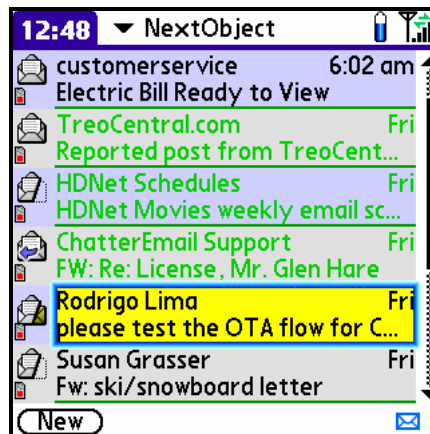 12:48 NextObject
customerservice 6:02 am
Electric Bill Ready to View
TreoCentral.com Fri
Reported post from TreoCent...
HDNet Schedules Fri
HDNet Movies weekly email sc...
ChatterEmail Support Fri
FW: Re: License, Mr. Glen Hare
Rodrigo Lima Fri
please test the OTA flow for C...
Susan Grasser Fri
Fw: ski/snowboard letter
New